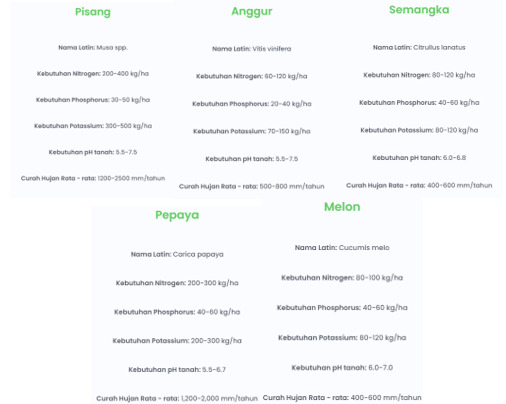 Pisang
Nama Latin: Musa spp.
Kebutuhan Nitrogen: 200-400 kg/ha
Kebutuhan Phosphorus: 30-50 kg/ha
Kebutuhan Potassium: 300-500 kg/ha
Kebutuhan pH tanah: 5.5-7.5
Curah Hujan Rata - rata: 1200-2500 mm/tahun
Anggur
Nama Latin: Vitis vinifera
Kebutuhan Nitrogen: 60-120 kg/ha
Kebutuhan Phosphorus: 20-40 kg/ha
Kebutuhan Potassium: 70-150 kg/ha
Kebutuhan pH tanah: 5.5-7.5
Curah Hujan Rata - rata: 500-800 mm/tahun
Semangka
Nama Latin: Citrullus lanatus
Kebutuhan Nitrogen: 80-120 kg/ha
Kebutuhan Phosphorus: 40-60 kg/ha
Kebutuhan Potassium: 80-120 kg/ha
Kebutuhan pH tanah: 6.0-6.8
Curah Hujan Rata - rata: 400-600 mm/tahun
Pepaya
Nama Latin: Carica papaya
Kebutuhan Nitrogen: 200-300 kg/ha
Kebutuhan Phosphorus: 40-60 kg/ha
Kebutuhan Potassium: 200-300 kg/ha
Kebutuhan pH tanah: 5.5-6.7
Curah Hujan Rata - rata: 1,200-2,000 mm/tahun
Melon
Nama Latin: Cucumis melo
Kebutuhan Nitrogen: 80-100 kg/ha
Kebutuhan Phosphorus: 40-60 kg/ha
Kebutuhan Potassium: 80-120 kg/ha
Kebutuhan pH tanah: 6.0-7.0
Curah Hujan Rata - rata: 400-600 mm/tahun